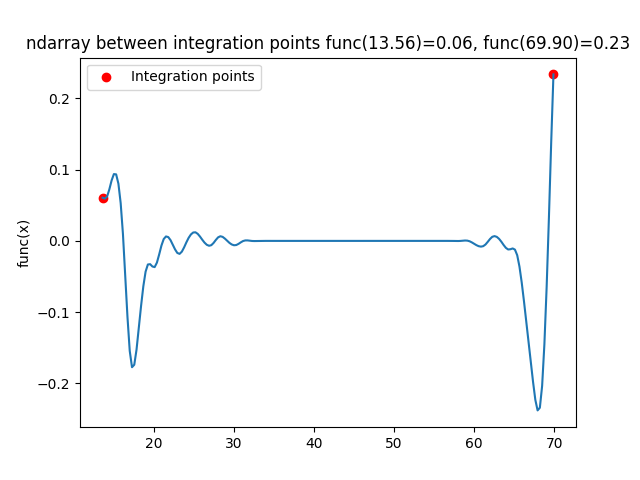 ndarray between integration points func(13.56)=0.06, func(69.90)=0.23
Integration points
func(x)
0.2
0.1
0.0
−0.1
−0.2
20 30 40 50 60 70